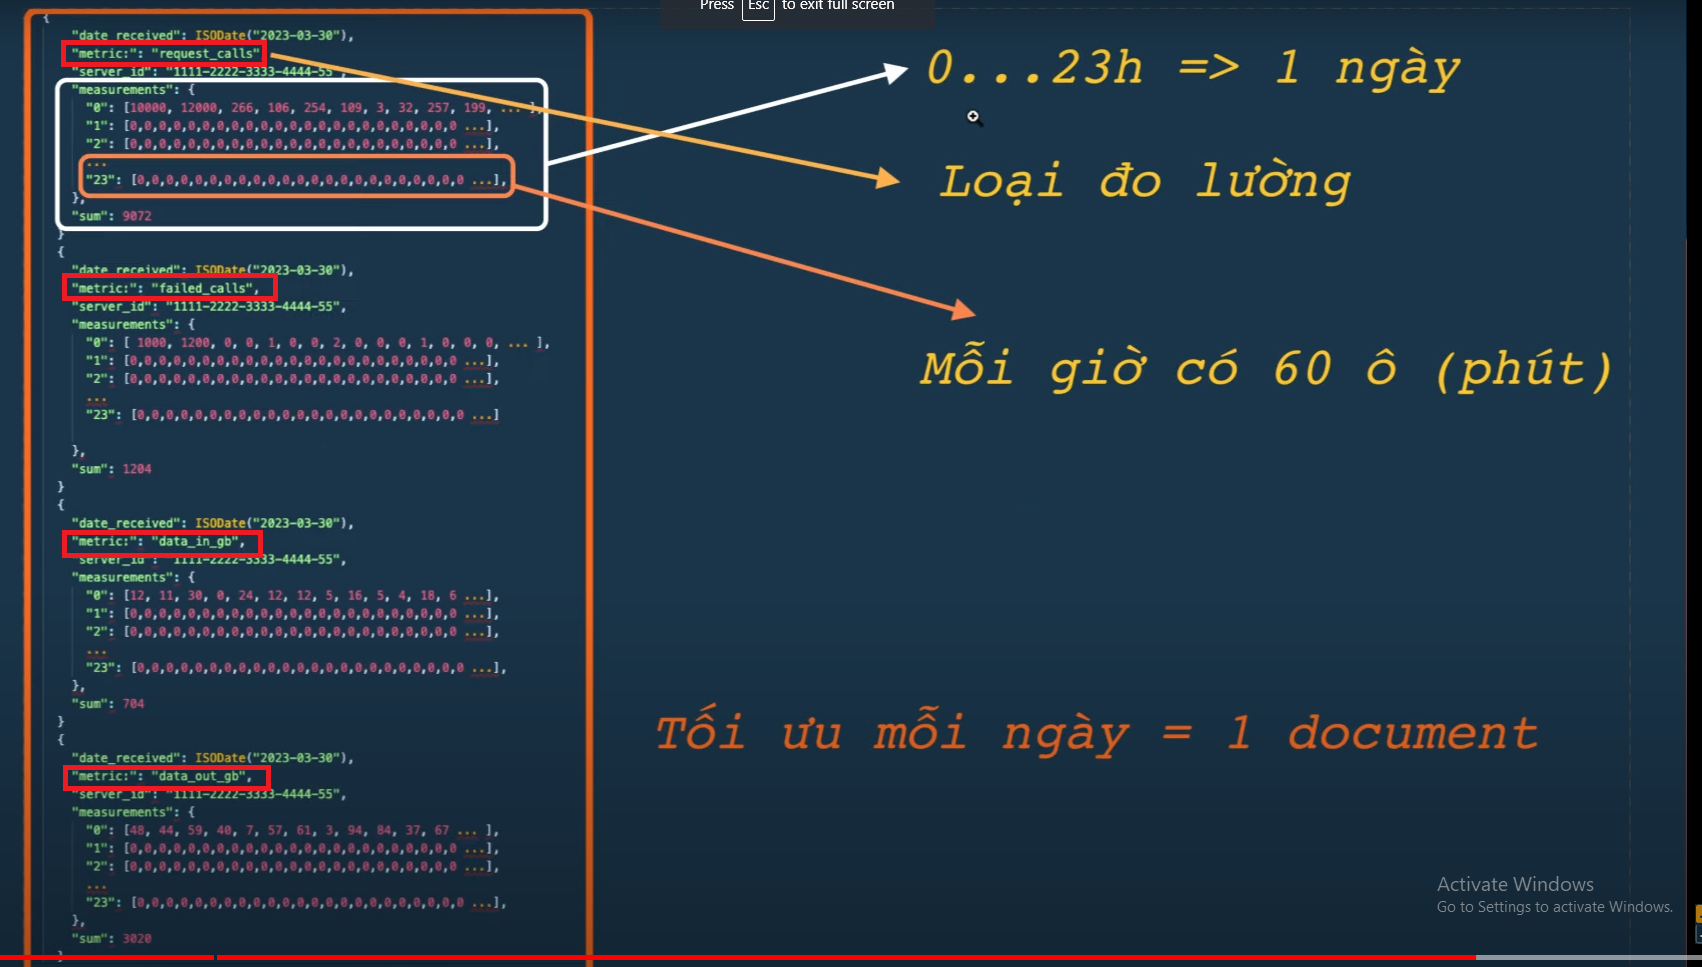 Press Esc to exit full screen
{
"date_received": ISODate("2023-03-30"),
"metric:": "request_calls"
"server_id": "1111-2222-3333-4444-55",
"measurements": {
"0": [10000, 12000, 266, 106, 254, 109, 3, 32, 257, 199, ... ],
"1": [0,0,0,0,0,0,0,0,0,0,0,0,0,0,0,0,0,0,0,0,0,0,0 ...],
"2": [0,0,0,0,0,0,0,0,0,0,0,0,0,0,0,0,0,0,0,0,0,0,0 ...],
...
"23": [0,0,0,0,0,0,0,0,0,0,0,0,0,0,0,0,0,0,0,0,0,0,0 ...],
},
"sum": 9072
}
{
"date_received": ISODate("2023-03-30"),
"metric:": "failed_calls",
"server_id": "1111-2222-3333-4444-55",
"measurements": {
"0": [ 1000, 1200, 0, 0, 1, 0, 0, 2, 0, 0, 0, 1, 0, 0, 0, ... ],
"1": [0,0,0,0,0,0,0,0,0,0,0,0,0,0,0,0,0,0,0,0,0,0,0 ...],
"2": [0,0,0,0,0,0,0,0,0,0,0,0,0,0,0,0,0,0,0,0,0,0,0 ...],
...
"23": [0,0,0,0,0,0,0,0,0,0,0,0,0,0,0,0,0,0,0,0,0,0,0 ...]
},
"sum": 1204
}
{
"date_received": ISODate("2023-03-30"),
"metric:": "data_in_gb",
"server_id": "1111-2222-3333-4444-55",
"measurements": {
"0": [12, 11, 30, 0, 24, 12, 12, 5, 16, 5, 4, 18, 6 ...],
"1": [0,0,0,0,0,0,0,0,0,0,0,0,0,0,0,0,0,0,0,0,0,0,0 ...],
"2": [0,0,0,0,0,0,0,0,0,0,0,0,0,0,0,0,0,0,0,0,0,0,0 ...],
...
"23": [0,0,0,0,0,0,0,0,0,0,0,0,0,0,0,0,0,0,0,0,0,0,0 ...],
},
"sum": 704
}
{
"date_received": ISODate("2023-03-30"),
"metric:": "data_out_gb",
"server_id": "1111-2222-3333-4444-55",
"measurements": {
"0": [48, 44, 59, 40, 7, 57, 61, 3, 94, 84, 37, 67 ... ],
"1": [0,0,0,0,0,0,0,0,0,0,0,0,0,0,0,0,0,0,0,0,0,0,0 ...],
"2": [0,0,0,0,0,0,0,0,0,0,0,0,0,0,0,0,0,0,0,0,0,0,0 ...],
...
"23": [0,0,0,0,0,0,0,0,0,0,0,0,0,0,0,0,0,0,0,0,0,0,0 ...],
},
"sum": 3020
}
0...23h => 1 ngày
Loại đo lường
Mỗi giờ có 60 ô (phút)
Tối ưu mỗi ngày = 1 document
Activate Windows
Go to Settings to activate Windows.